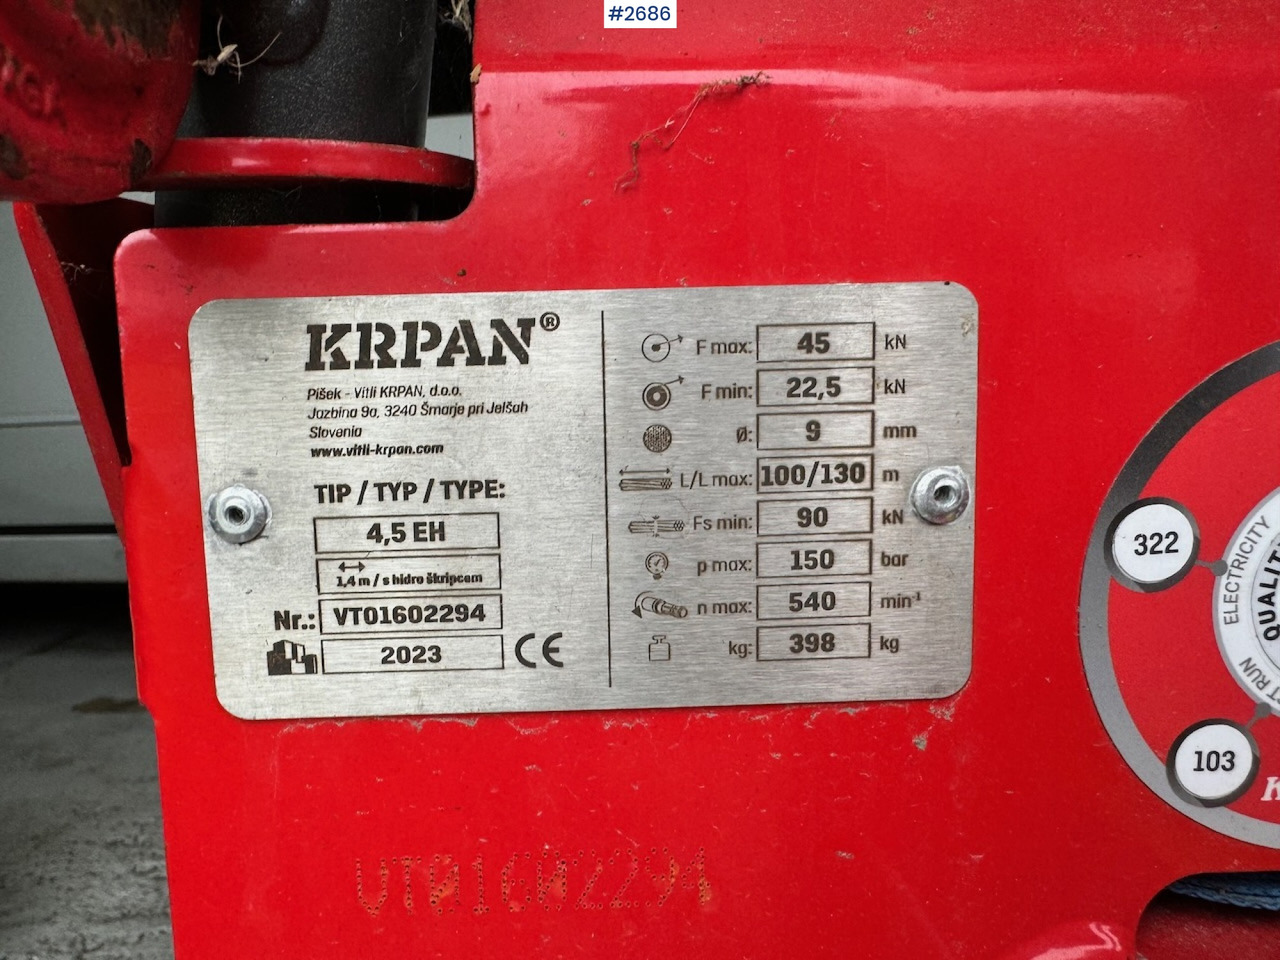 #2686
KRPAN®
Pišek - Vitli KRPAN, d.o.o.
Jazbina 9a, 3240 Šmarje pri Jelšah
Slovenia
www.vitli-krpan.com
TIP / TYP / TYPE:
4,5 EH
1,4 m / s hidro škripcem
Nr.: VT01602294
2023 CE
F max: 45 kN
F min: 22,5 kN
Ø: 9 mm
L/L max: 100/130 m
Fs min: 90 kN
p max: 150 bar
n max: 540 min⁻¹
kg: 398 kg
322
ELECTRICITY
103
RUN
VT01602294